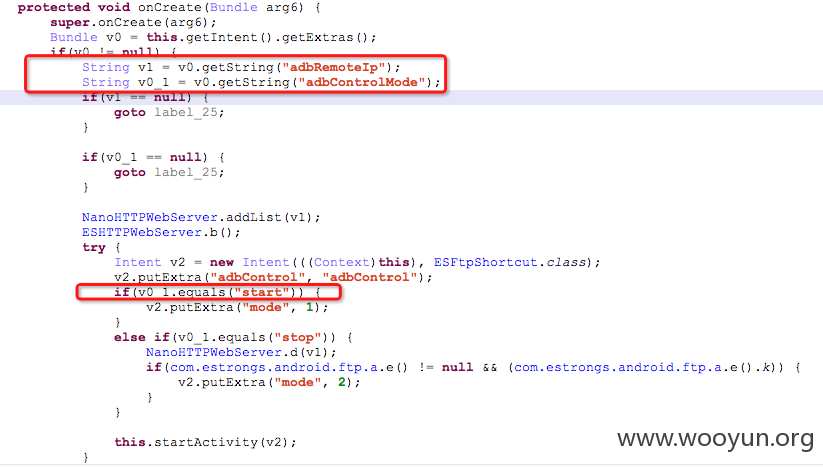 protected void onCreate(Bundle arg6) {
super.onCreate(arg6);
Bundle v0 = this.getIntent().getExtras();
if(v0 != null) {
String v1 = v0.getString("adbRemoteIp");
String v0_1 = v0.getString("adbControlMode");
if(v1 == null) {
goto label_25;
}
if(v0_1 == null) {
goto label_25;
}
NanoHTTPWebServer.addList(v1);
ESHTTPWebServer.b();
try {
Intent v2 = new Intent(((Context)this), ESFtpShortcut.class);
v2.putExtra("adbControl", "adbControl");
if(v0_1.equals("start")) {
v2.putExtra("mode", 1);
}
else if(v0_1.equals("stop")) {
NanoHTTPWebServer.d(v1);
if(com.estrongs.android.ftp.a.e() != null && (com.estrongs.android.ftp.a.e().k)) {
v2.putExtra("mode", 2);
}
}
this.startActivity(v2);
}
www.wooyun.org